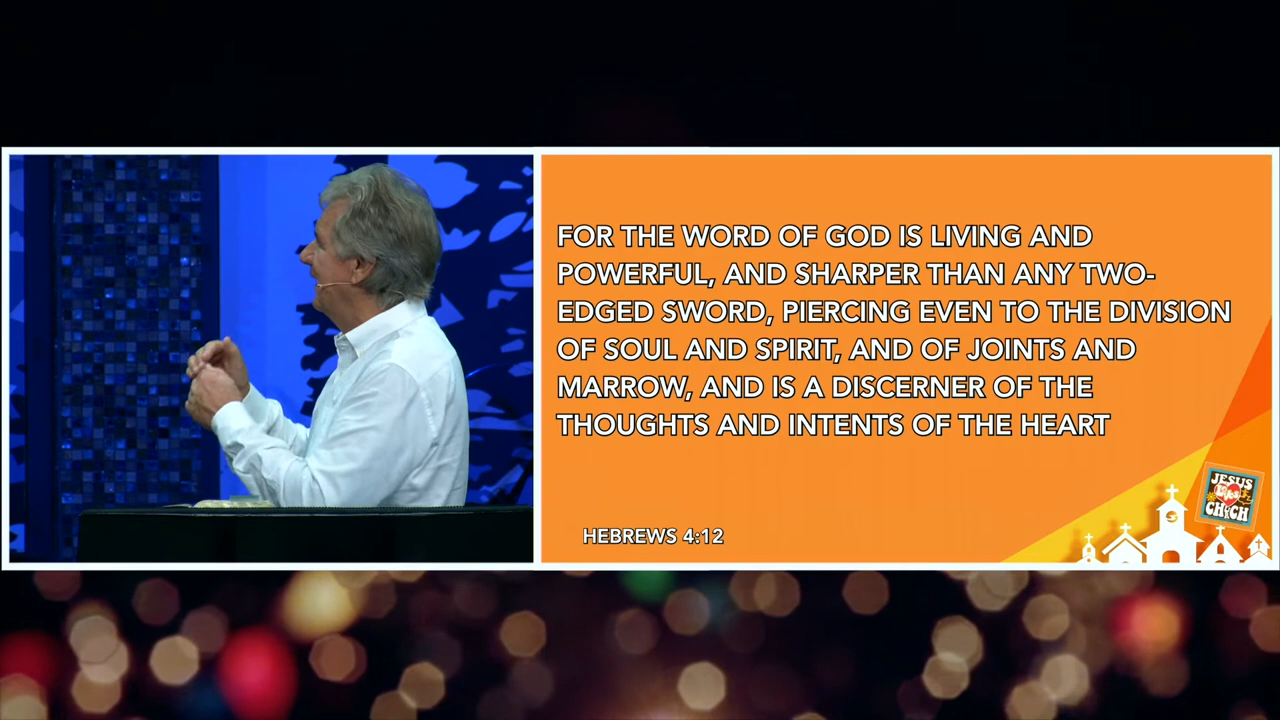 FOR THE WORD OF GOD IS LIVING AND
POWERFUL, AND SHARPER THAN ANY TWO-
EDGED SWORD, PIERCING EVEN TO THE DIVISION
OF SOUL AND SPIRIT, AND OF JOINTS AND
MARROW, AND IS A DISCERNER OF THE
THOUGHTS AND INTENTS OF THE HEART
HEBREWS 4:12
JESUS